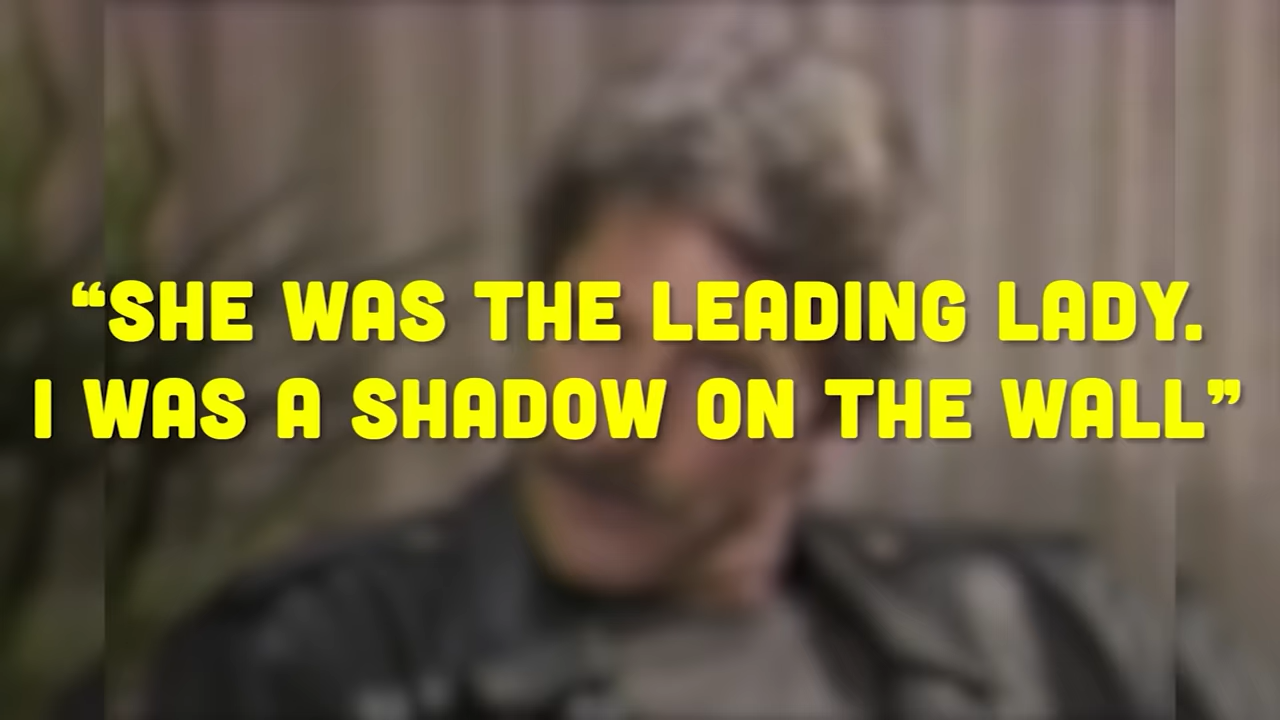 “SHE WAS THE LEADING LADY.
I WAS A SHADOW ON THE WALL”